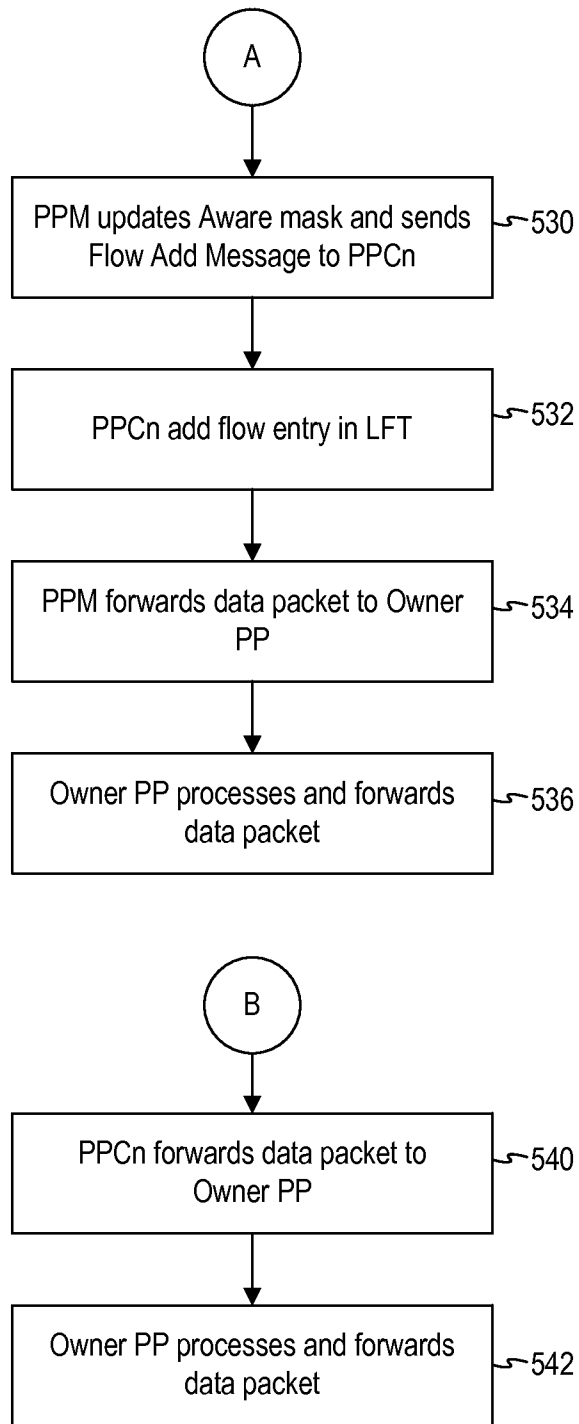 A
PPM updates Aware mask and sends
Flow Add Message to PPCn
530
PPCn add flow entry in LFT
532
PPM forwards data packet to Owner
PP
534
Owner PP processes and forwards
data packet
536
B
PPCn forwards data packet to
Owner PP
540
Owner PP processes and forwards
data packet
542